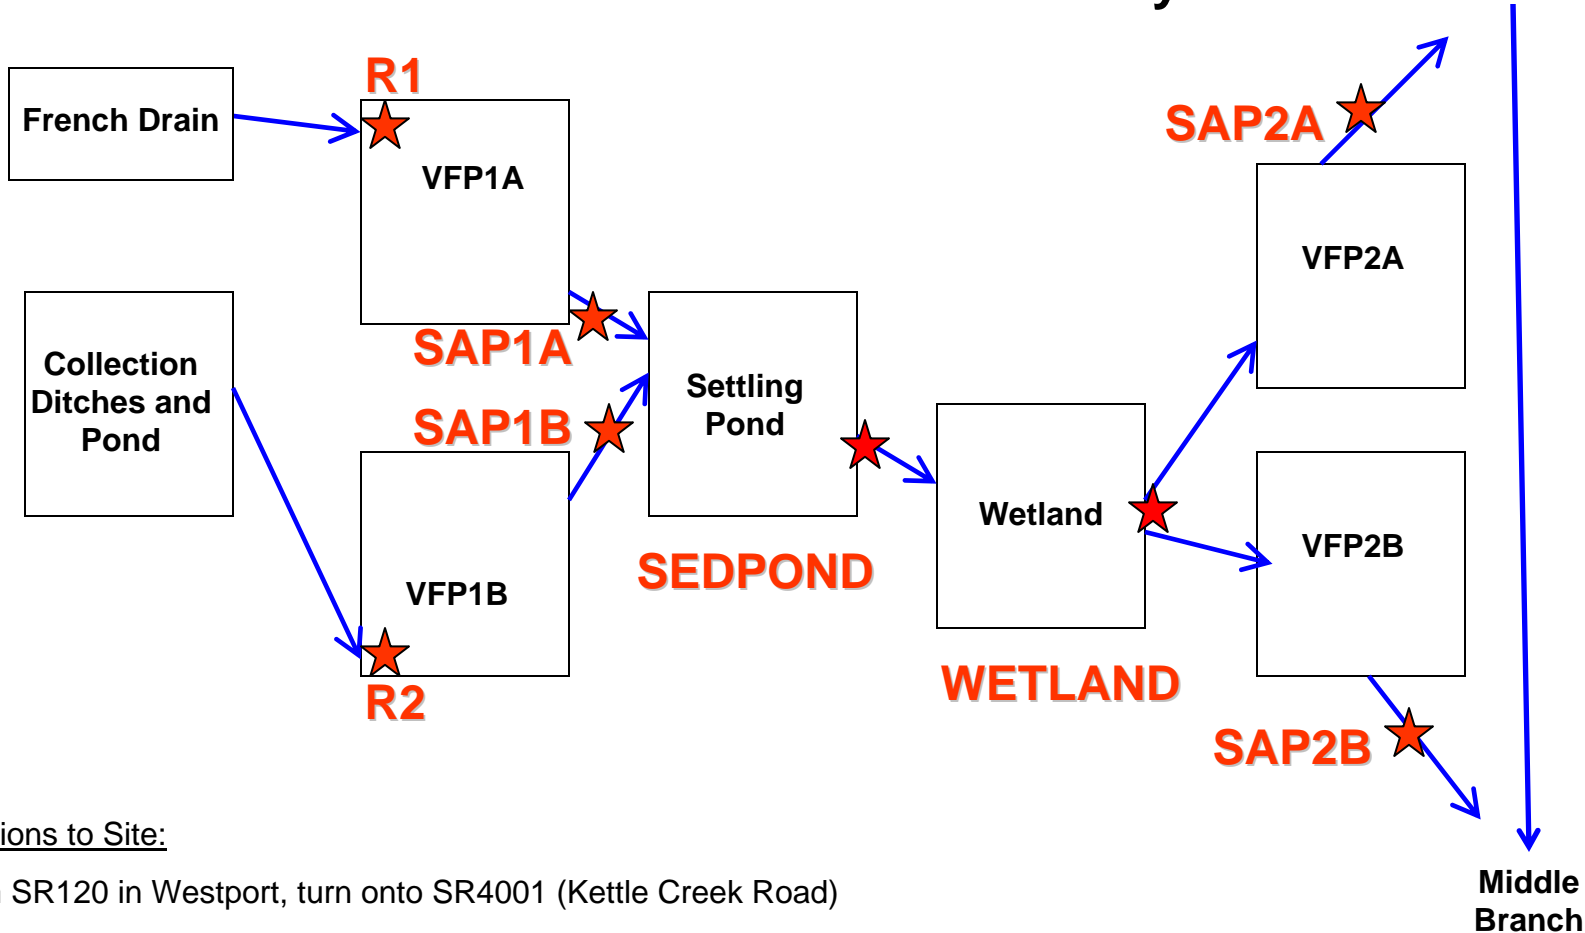 R1
French Drain
SAP2A
VFP1A
VFP2A
SAP1A
Collection
Ditches and
Pond
Settling
Pond
SAP1B
Wetland
VFP2B
SEDPOND
VFP1B
WETLAND
R2
SAP2B
ions to Site:
SR120 in Westport, turn onto SR4001 (Kettle Creek Road)
Middle
Branch